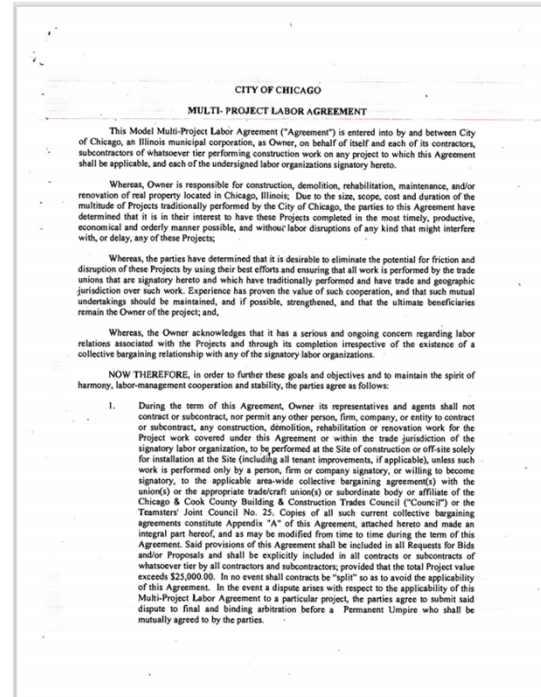 CITY OF CHICAGO
MULTI- PROJECT LABOR AGREEMENT
This Model Multi-Project Labor Agreement ("Agreement") is entered into by and between City
of Chicago, an Illinois municipal corporation, as Owner, on behalf of itself and each of its contractors,
subcontractors of whatsoever tier performing construction work on any project to which this Agreement
shall be applicable, and each of the undersigned labor organizations signatory hereto.
Whereas, Owner is responsible for construction, demolition, rehabilitation, maintenance, and/or
renovation of real property located in Chicago, Illinois; Due to the size, scope, cost and duration of the
multitude of Projects traditionally performed by the City of Chicago, the parties to this Agreement have
determined that it is in their interest to have these Projects completed in the most timely, productive,
economical and orderly manner possible, and without labor disruptions of any kind that might interfere
with, or delay, any of these Projects;
Whereas, the parties have determined that it is desirable to eliminate the potential for friction and
disruption of these Projects by using their best efforts and ensuring that all work is performed by the trade
unions that are signatory hereto and which have traditionally performed and have trade and geographic
jurisdiction over such work. Experience has proven the value of such cooperation, and that such mutual
undertakings should be maintained, and if possible, strengthened, and that the ultimate beneficiaries
remain the Owner of the project; and,
Whereas, the Owner acknowledges that it has a serious and ongoing concern regarding labor
relations associated with the Projects and through its completion irrespective of the existence of a
collective bargaining relationship with any of the signatory labor organizations.
NOW THEREFORE, in order to further these goals and objectives and to maintain the spirit of
harmony, labor-management cooperation and stability, the parties agree as follows:
1. During the term of this Agreement, Owner its representatives and agents shall not
contract or subcontract, nor permit any other person, firm, company, or entity to contract
or subcontract, any construction, demolition, rehabilitation or renovation work for the
Project work covered under this Agreement or within the trade jurisdiction of the
signatory labor organization, to be performed at the Site of construction or off-site solely
for installation at the Site (including all tenant improvements, if applicable), unless such
work is performed only by a person, firm or company signatory, or willing to become
signatory, to the applicable area-wide collective bargaining agreement(s) with the
union(s) or the appropriate trade/craft union(s) or subordinate body or affiliate of the
Chicago & Cook County Building & Construction Trades Council ("Council") or the
Teamsters' Joint Council No. 25. Copies of all such current collective bargaining
agreements constitute Appendix "A" of this Agreement, attached hereto and made an
integral part hereof, and as may be modified from time to time during the term of this
Agreement. Said provisions of this Agreement shall be included in all Requests for Bids
and/or Proposals and shall be explicitly included in all contracts or subcontracts of
whatsoever tier by all contractors and subcontractors; provided that the total Project value
exceeds $25,000.00. In no event shall contracts be "split" so as to avoid the applicability
of this Agreement. In the event a dispute arises with respect to the applicability of this
Multi-Project Labor Agreement to a particular project, the parties agree to submit said
dispute to final and binding arbitration before a Permanent Umpire who shall be
mutually agreed to by the parties.